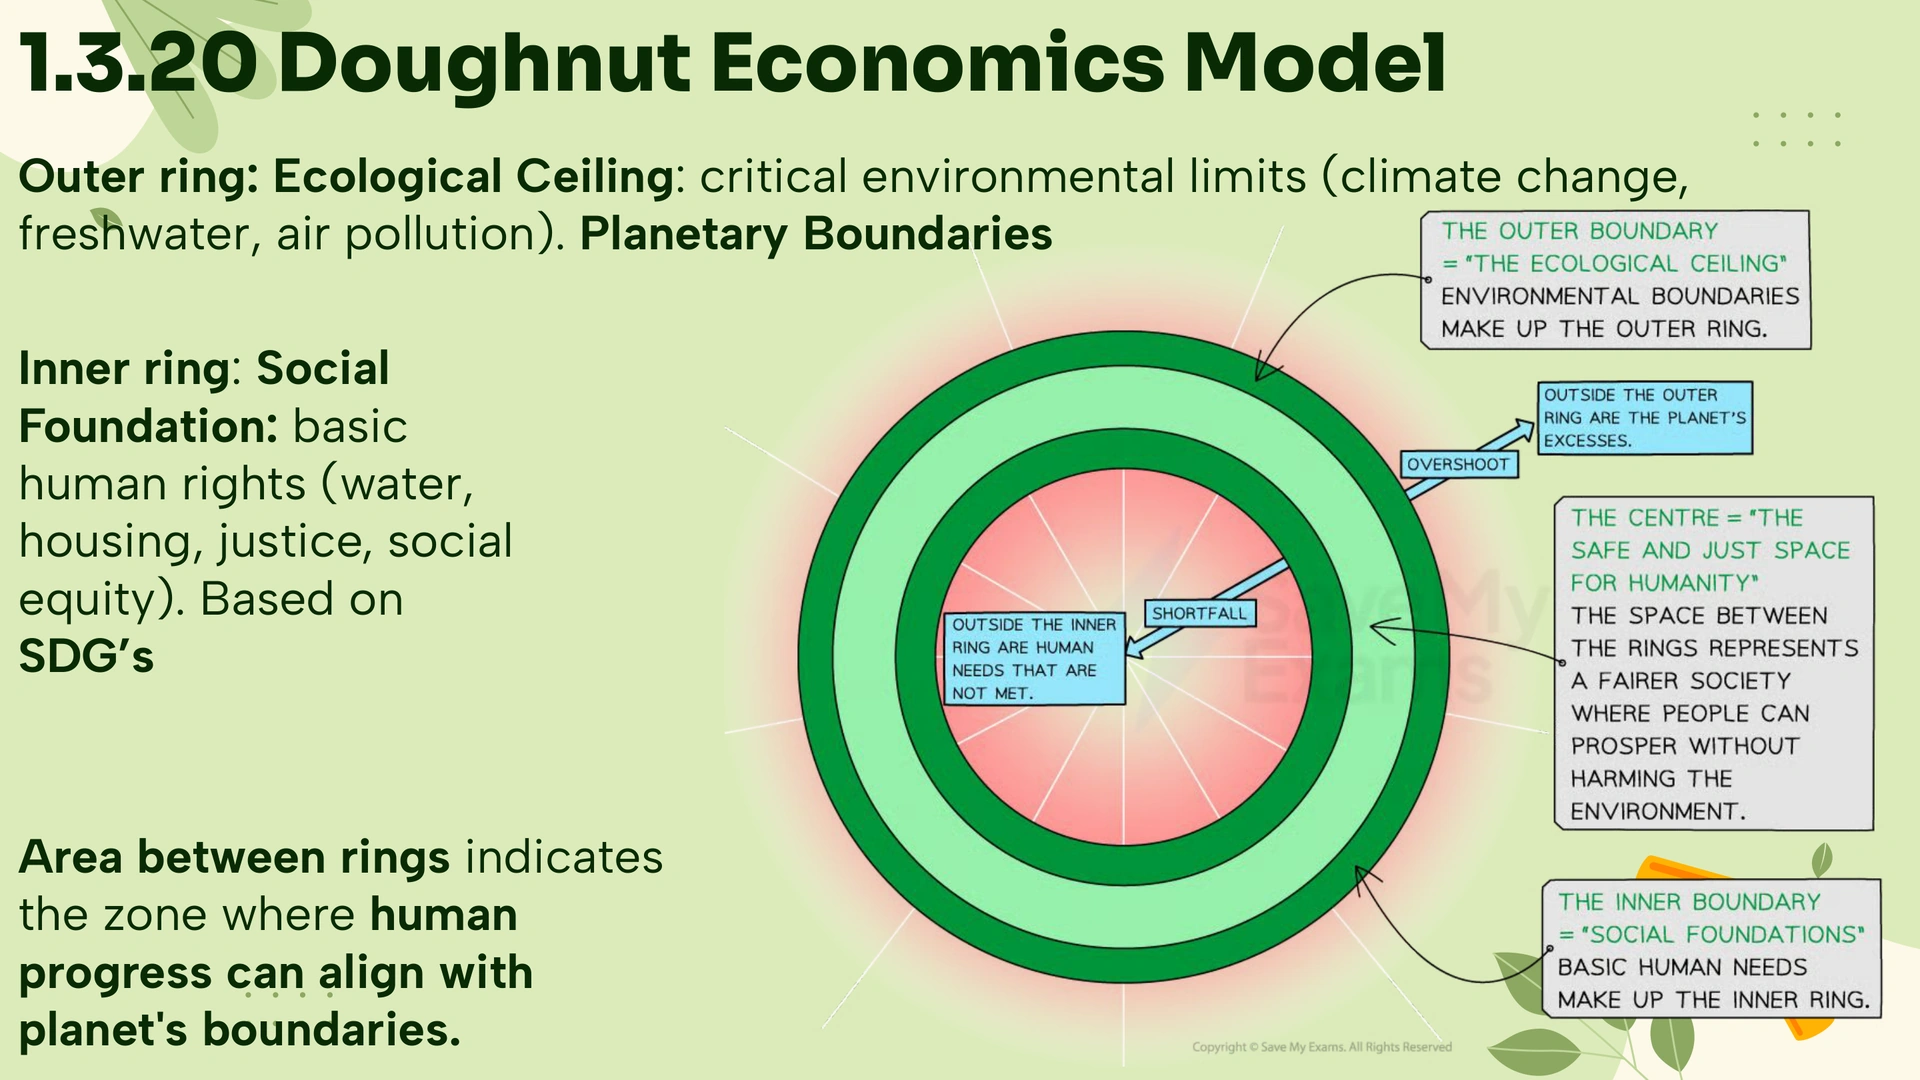 1.3.20 Doughnut Economics Model
Outer ring: Ecological Ceiling: critical environmental limits (climate change,
freshwater, air pollution). Planetary Boundaries
Inner ring: Social
Foundation: basic
human rights (water,
housing, justice, social
equity). Based on
SDG’s
Area between rings indicates
the zone where human
progress can align with
planet's boundaries.
THE OUTER BOUNDARY
= "THE ECOLOGICAL CEILING"
ENVIRONMENTAL BOUNDARIES
MAKE UP THE OUTER RING.
OUTSIDE THE OUTER
RING ARE THE PLANET'S
EXCESSES.
OVERSHOOT
THE CENTRE = "THE
SAFE AND JUST SPACE
FOR HUMANITY"
THE SPACE BETWEEN
THE RINGS REPRESENTS
A FAIRER SOCIETY
WHERE PEOPLE CAN
PROSPER WITHOUT
HARMING THE
ENVIRONMENT.
SHORTFALL
OUTSIDE THE INNER
RING ARE HUMAN
NEEDS THAT ARE
NOT MET.
Save My
Exams
THE INNER BOUNDARY
= "SOCIAL FOUNDATIONS"
BASIC HUMAN NEEDS
MAKE UP THE INNER RING.
Copyright © Save My Exams. All Rights Reserved